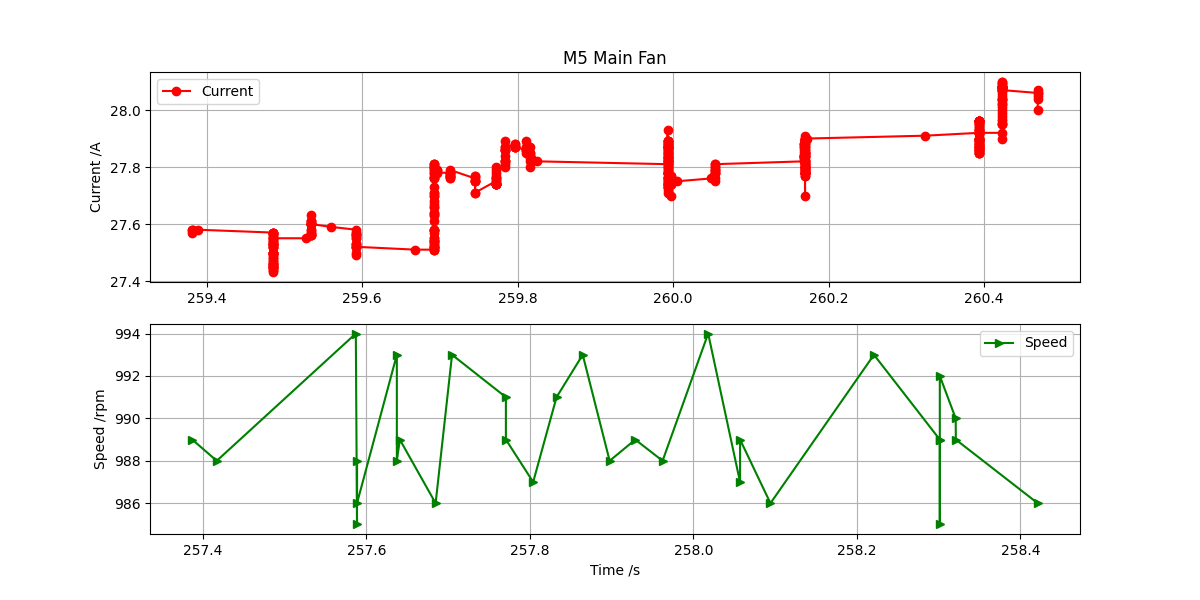 M5 Main Fan
Current
Current /A
28.0
27.8
27.6
27.4
259.4 259.6 259.8 260.0 260.2 260.4
Speed
Speed /rpm
994
992
990
988
986
257.4 257.6 257.8 258.0 258.2 258.4
Time /s